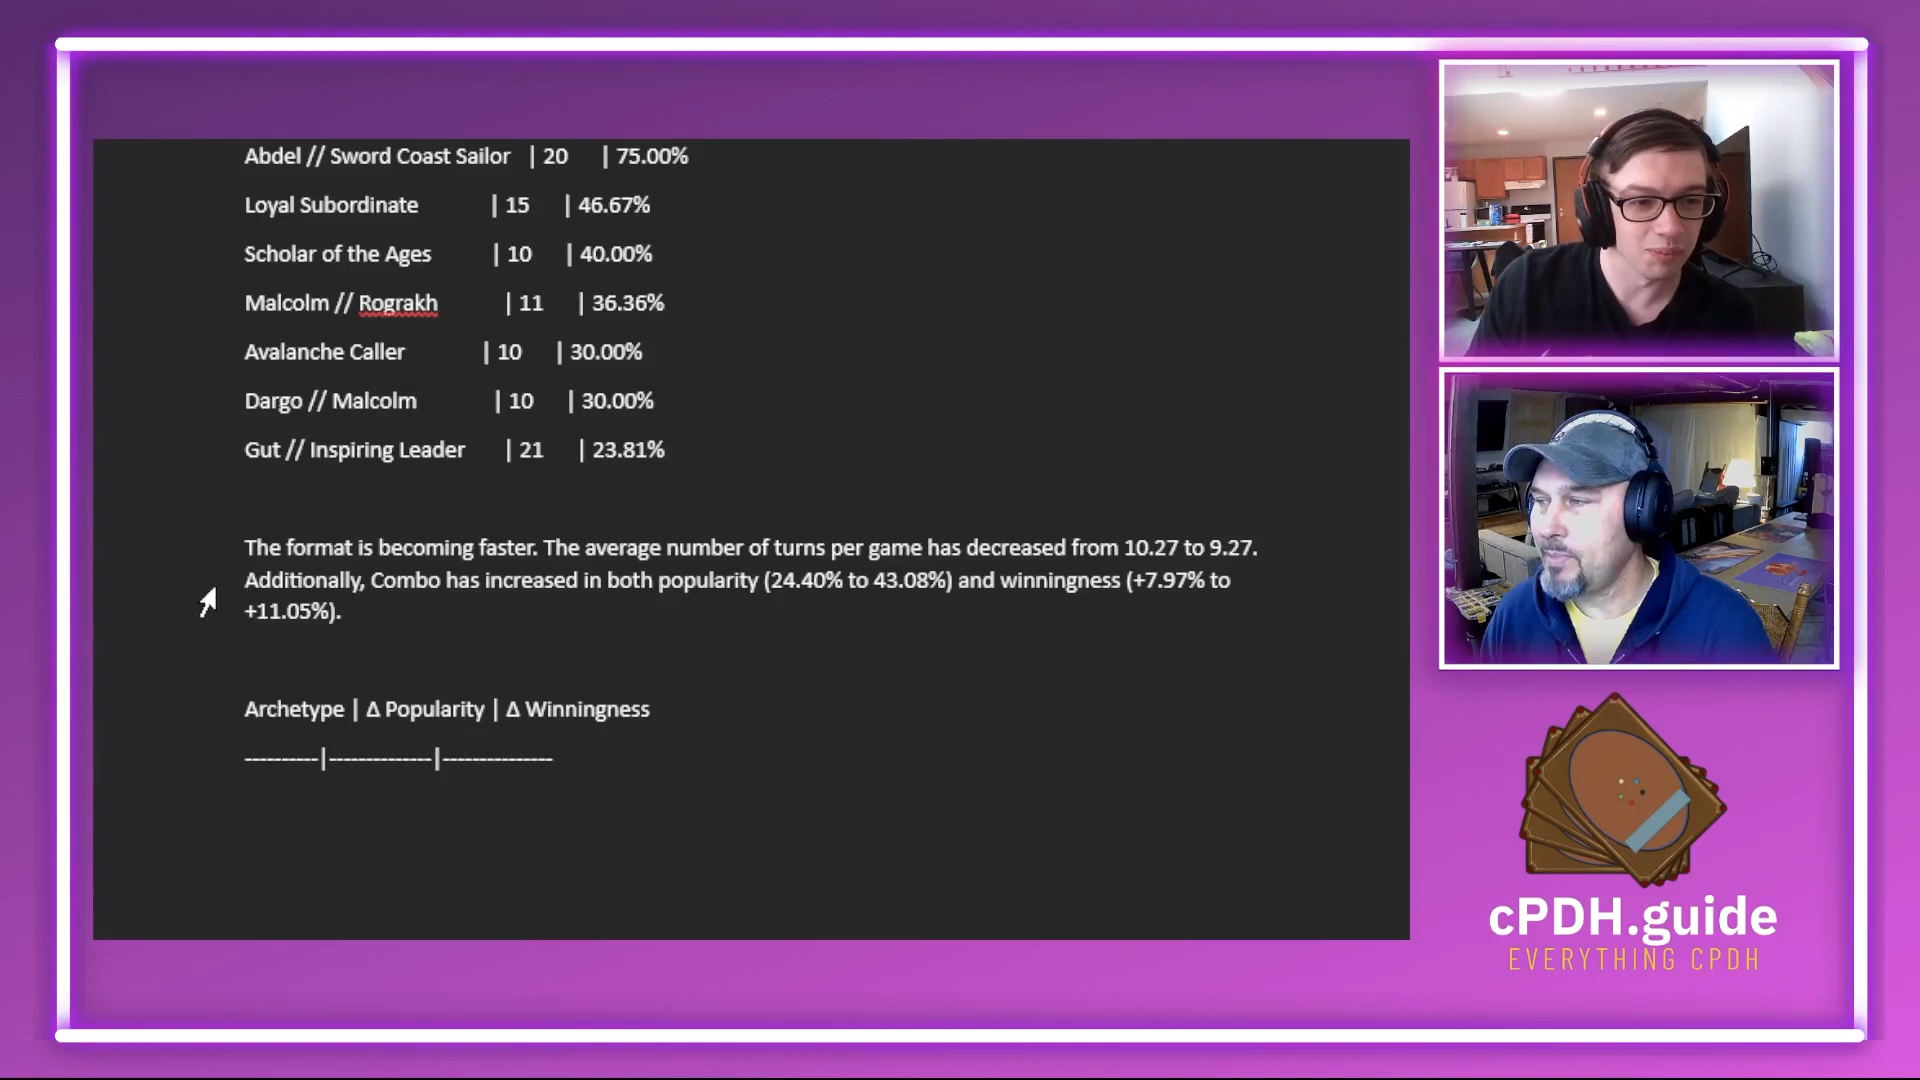 Abdel // Sword Coast Sailor | 20 | 75.00%
Loyal Subordinate | 15 | 46.67%
Scholar of the Ages | 10 | 40.00%
Malcolm // Rograkh | 11 | 36.36%
Avalanche Caller | 10 | 30.00%
Dargo // Malcolm | 10 | 30.00%
Gut // Inspiring Leader | 21 | 23.81%
The format is becoming faster. The average number of turns per game has decreased from 10.27 to 9.27.
Additionally, Combo has increased in both popularity (24.40% to 43.08%) and winningness (+7.97% to
+11.05%).
Archetype | Δ Popularity | Δ Winningness
----------|--------------|---------------
cPDH.guide
EVERYTHING CPDH